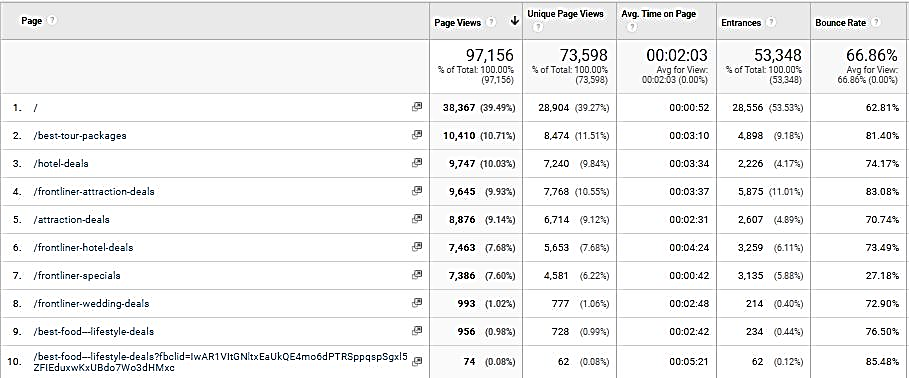 Page ? Page Views ? Unique Page Views ? Avg. Time on Page ? Entrances ? Bounce Rate ?
97,156 73,598 00:02:03 53,348 66.86%
% of Total: 100.00% % of Total: 100.00% Avg for View: % of Total: 100.00% Avg for View:
(97,156) (73,598) 00:02:03 (0.00%) (53,348) 66.86% (0.00%)
1. / 38,367 (39.49%) 28,904 (39.27%) 00:00:52 28,556 (53.53%) 62.81%
2. /best-tour-packages 10,410 (10.71%) 8,474 (11.51%) 00:03:10 4,898 (9.18%) 81.40%
3. /hotel-deals 9,747 (10.03%) 7,240 (9.84%) 00:03:34 2,226 (4.17%) 74.17%
4. /frontliner-attraction-deals 9,645 (9.93%) 7,768 (10.55%) 00:03:37 5,875 (11.01%) 83.08%
5. /attraction-deals 8,876 (9.14%) 6,714 (9.12%) 00:02:31 2,607 (4.89%) 70.74%
6. /frontliner-hotel-deals 7,463 (7.68%) 5,653 (7.68%) 00:04:24 3,259 (6.11%) 73.49%
7. /frontliner-specials 7,386 (7.60%) 4,581 (6.22%) 00:00:42 3,135 (5.88%) 27.18%
8. /frontliner-wedding-deals 993 (1.02%) 777 (1.06%) 00:02:48 214 (0.40%) 72.90%
9. /best-food---lifestyle-deals 956 (0.98%) 728 (0.99%) 00:02:42 234 (0.44%) 76.50%
10. /best-food---lifestyle-deals?fbclid=IwAR1VItGNltxEaUkQE4mo6dPTRSppqspSgxl5 74 (0.08%) 62 (0.08%) 00:05:21 62 (0.12%) 85.48%
ZFIEduxwKxUBdo7Wo3dHMxc